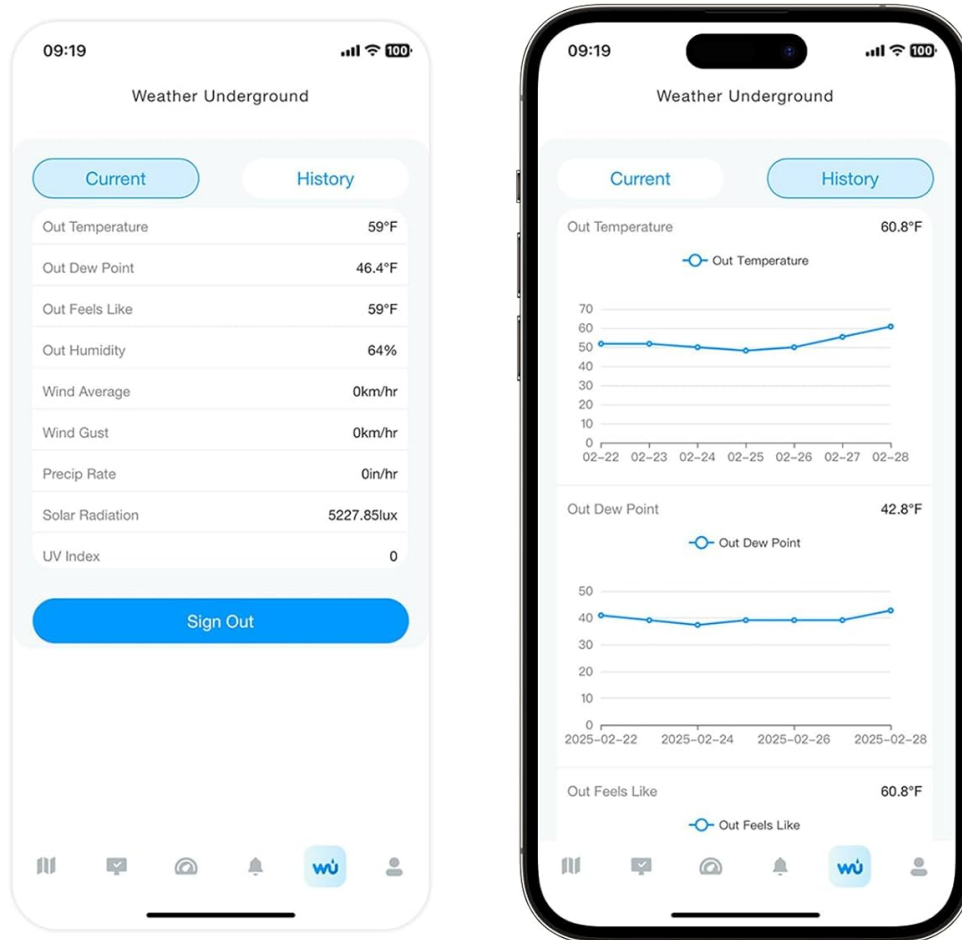 09:19
100
Weather Underground
Current
History
Out Temperature 59°F
Out Dew Point 46.4°F
Out Feels Like 59°F
Out Humidity 64%
Wind Average 0km/hr
Wind Gust 0km/hr
Precip Rate 0in/hr
Solar Radiation 5227.85lux
UV Index 0
Sign Out
wu
09:19
100
Weather Underground
Current
History
Out Temperature 60.8°F
Out Temperature
70
60
50
40
30
20
10
0
02-22 02-23 02-24 02-25 02-26 02-27 02-28
Out Dew Point 42.8°F
Out Dew Point
50
40
30
20
10
0
2025-02-22 2025-02-24 2025-02-26 2025-02-28
Out Feels Like 60.8°F
Out Feels Like
wu